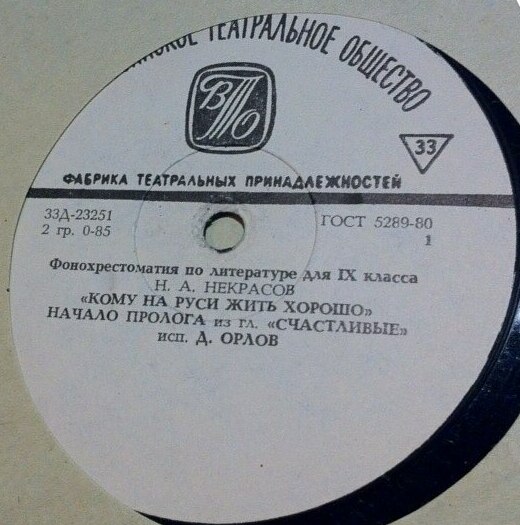 ТЕАТРАЛЬНОЕ ОБЩЕСТВО
ВТО
33
ФАБРИКА ТЕАТРАЛЬНЫХ ПРИНАДЛЕЖНОСТЕЙ
33Д-23251
ГОСТ 5289-80
2 гр. 0-85
1
Фонохрестоматия по литературе для IX класса
Н. А. НЕКРАСОВ
«КОМУ НА РУСИ ЖИТЬ ХОРОШО»
НАЧАЛО ПРОЛОГА из гл. «СЧАСТЛИВЫЕ»
исп. Д. ОРЛОВ